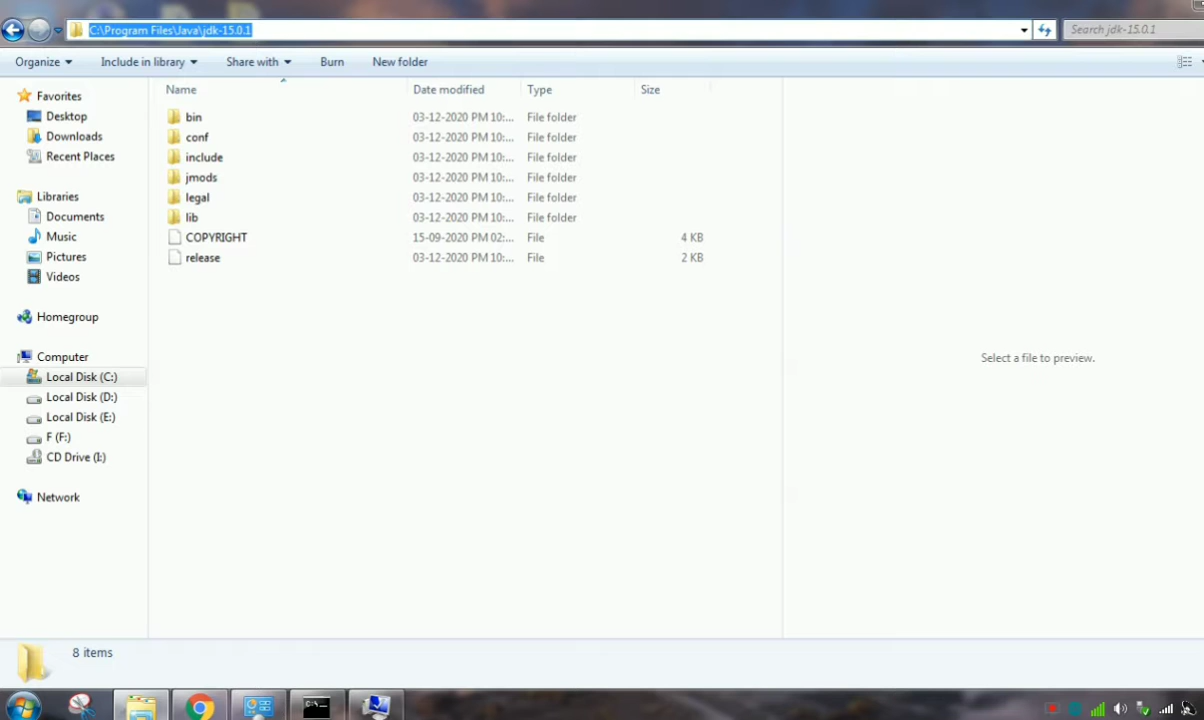 C:\Program Files\Java\jdk-15.0.1
Search jdk-15.0.1
Organize
Include in library
Share with
Burn
New folder
Name
Date modified
Type
Size
Favorites
Desktop
Downloads
Recent Places
Libraries
Documents
Music
Pictures
Videos
Homegroup
Computer
Local Disk (C:)
Local Disk (D:)
Local Disk (E:)
F (F:)
CD Drive (I:)
Network
bin 03-12-2020 PM 10:... File folder
conf 03-12-2020 PM 10:... File folder
include 03-12-2020 PM 10:... File folder
jmods 03-12-2020 PM 10:... File folder
legal 03-12-2020 PM 10:... File folder
lib 03-12-2020 PM 10:... File folder
COPYRIGHT 15-09-2020 PM 02:... File 4 KB
release 03-12-2020 PM 10:... File 2 KB
Select a file to preview.
8 items